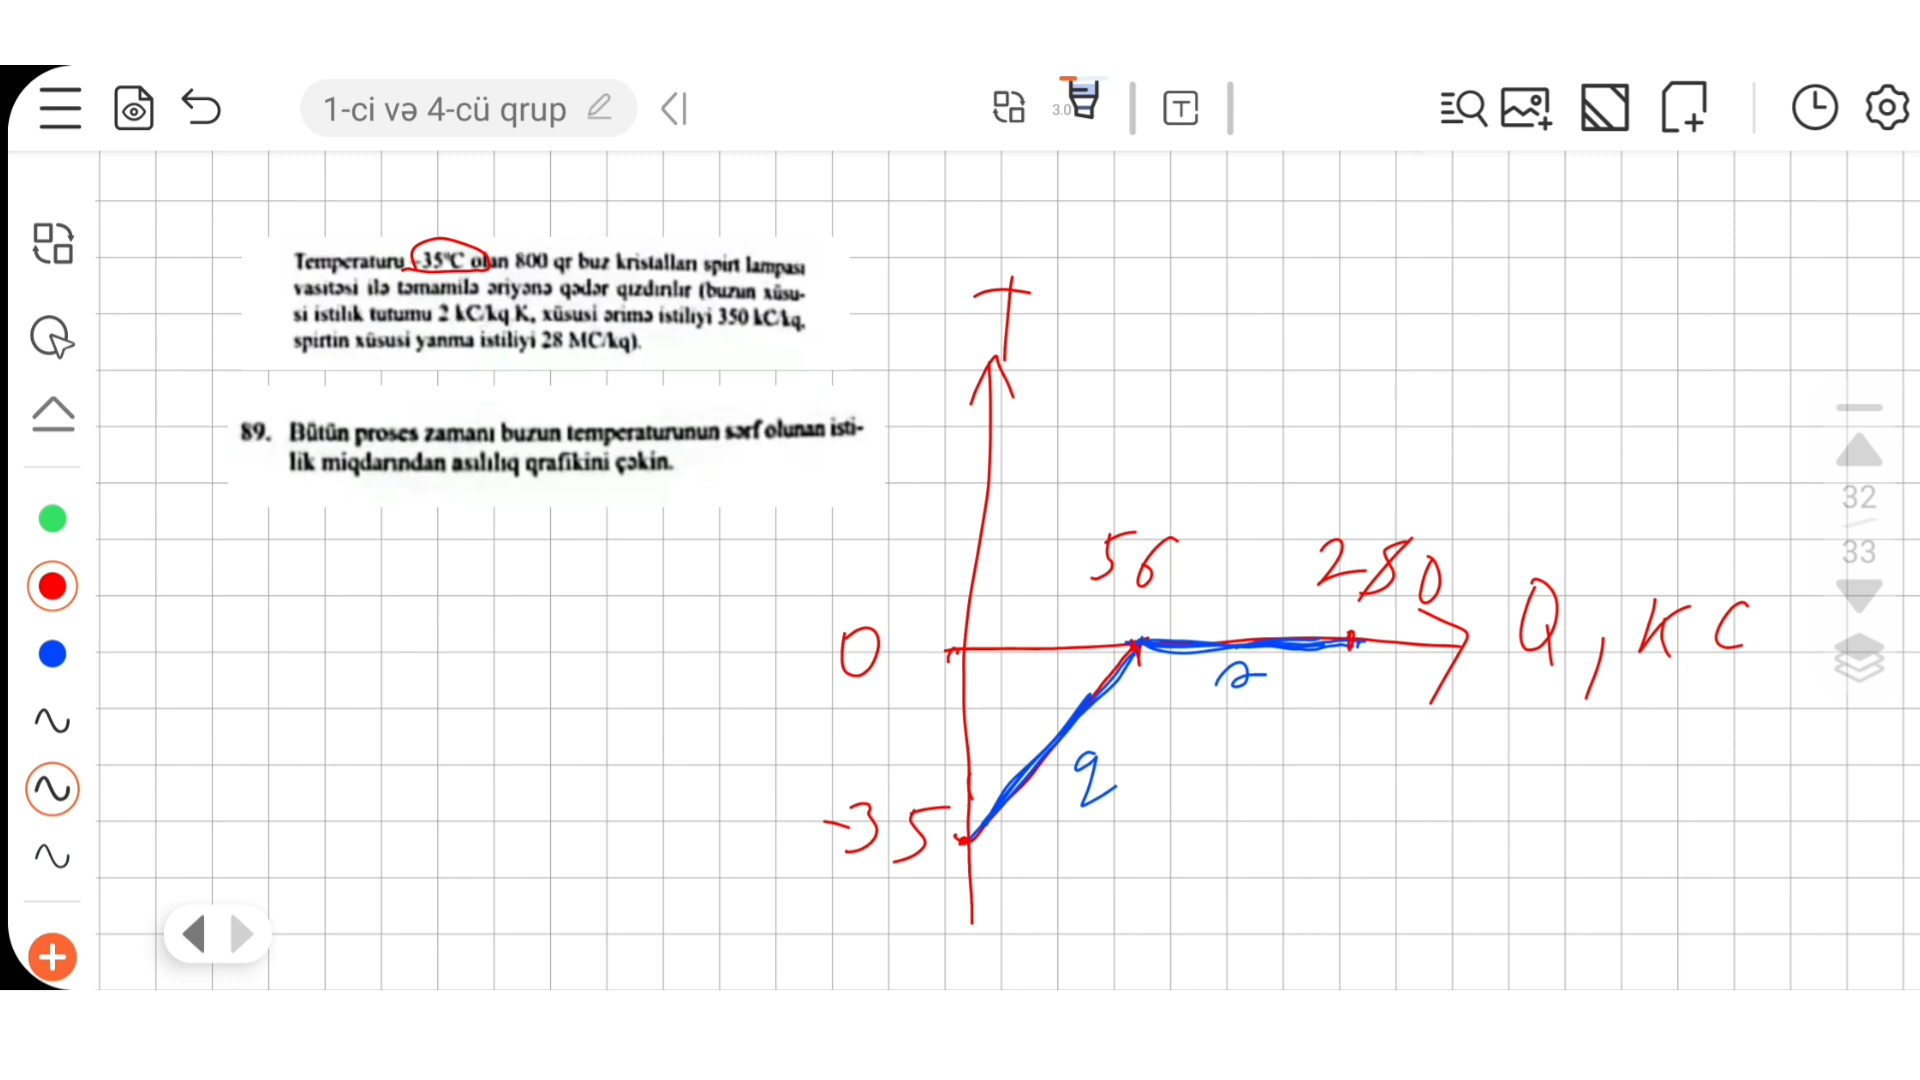 1-ci və 4-cü qrup
3.0
T
Temperaturu -35°C olan 800 qr buz kristalları spirt lampası
vasıtəsi ilə tamamilə əriyənə qədər qızdırılır (buzun xüsu-
si istilik tutumu 2 kC/kq K, xüsusi ərimə istiliyi 350 kC/kq,
spirtin xüsusi yanma istiliyi 28 MC/kq).
89. Bütün proses zamanı buzun temperaturunun sərf olunan isti-
lik miqdarından asılılıq qrafikini çəkin.
T
32
33
56
280
Q, KC
0
ə
q
-35